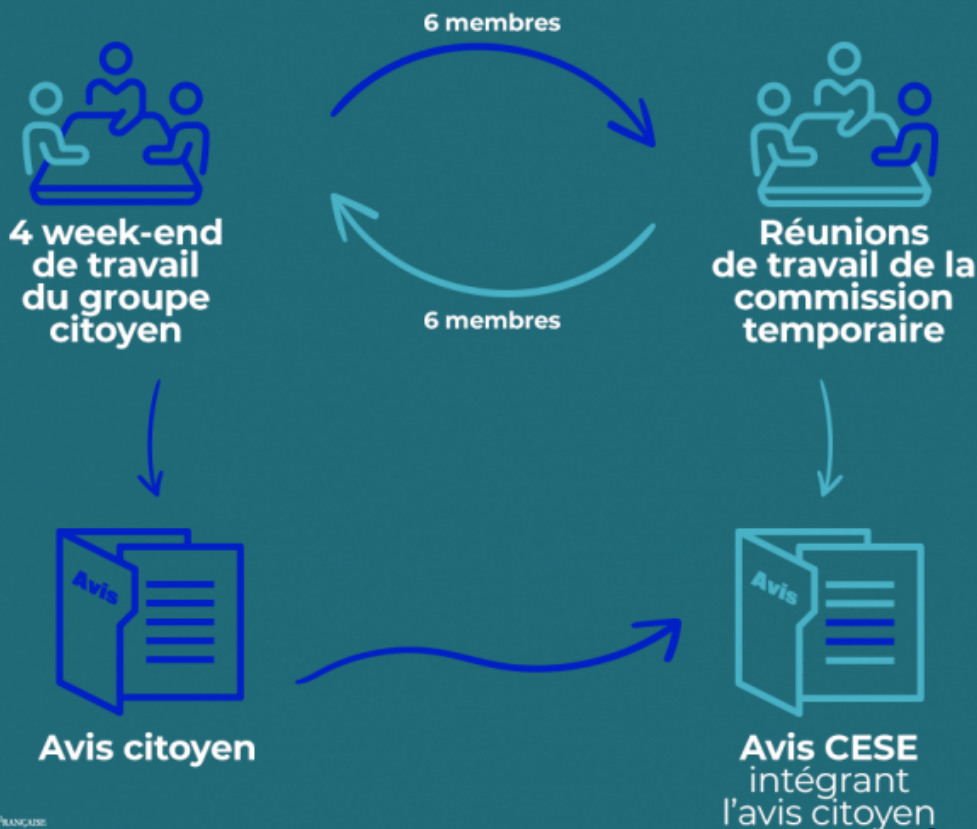 6 membres
4 week-end
de travail
du groupe
citoyen
6 membres
Réunions
de travail de la
commission
temporaire
Avis
Avis citoyen
Avis
Avis CESE
intégrant
l'avis citoyen
FRANÇAISE